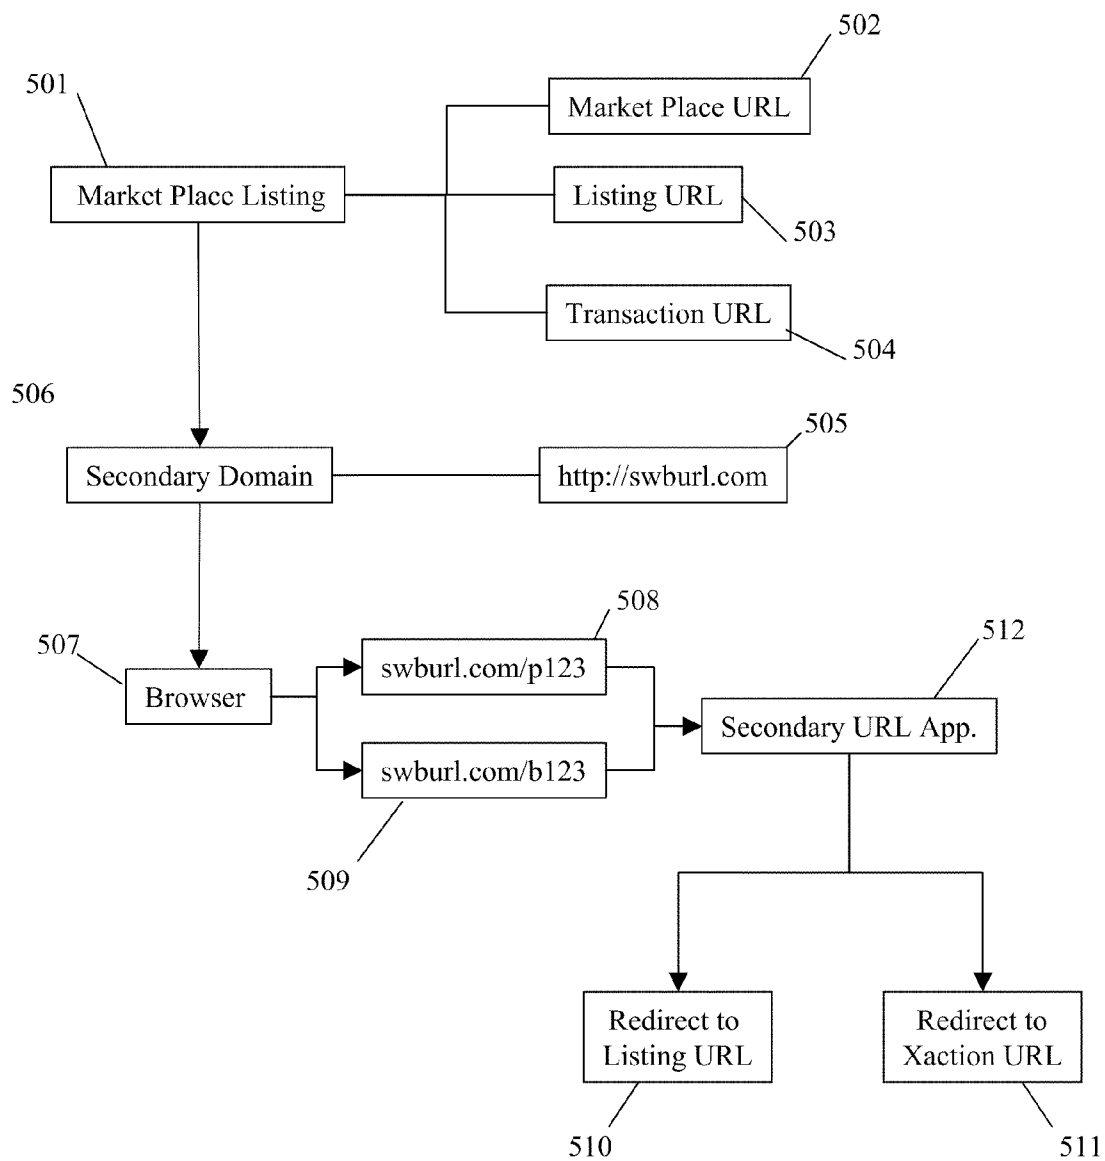 502
501
Market Place URL
Market Place Listing
Listing URL
503
Transaction URL
504
506
505
Secondary Domain
http://swburl.com
508
512
507
swburl.com/p123
Browser
Secondary URL App.
swburl.com/b123
509
Redirect to
Listing URL
Redirect to
Xaction URL
510
511